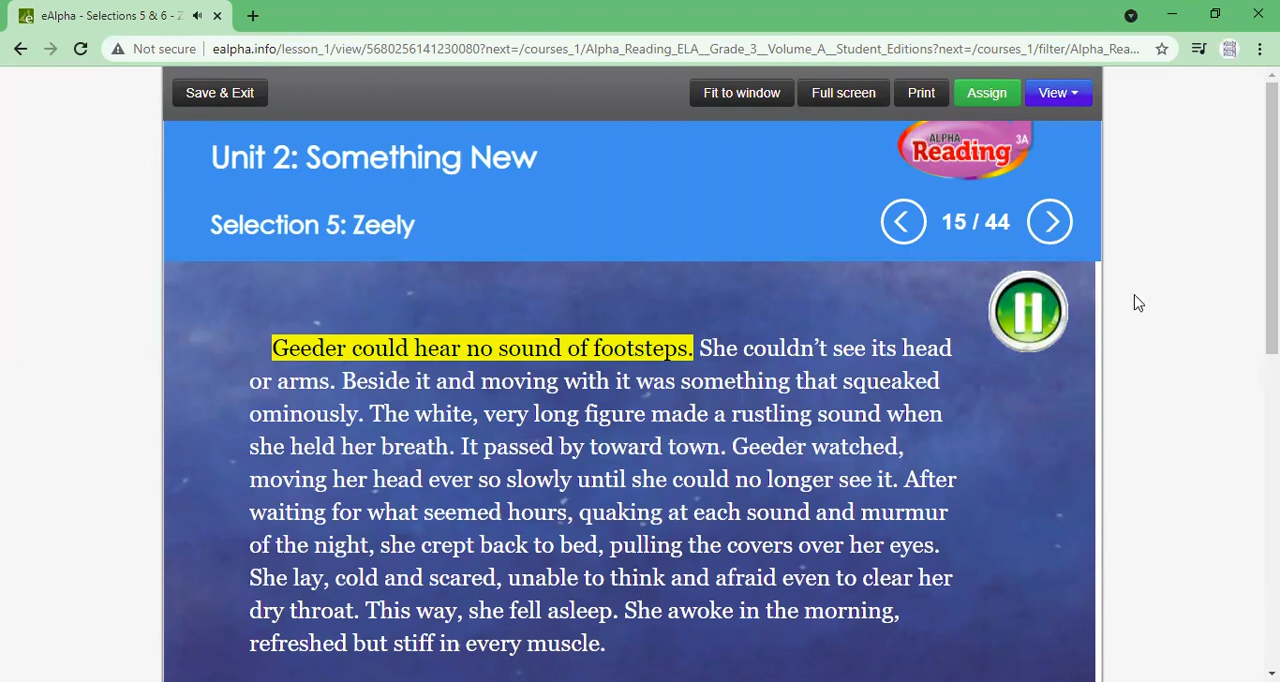 eAlpha - Sections 5 & 6 - Z
Not secure
ealpha.info/lesson_1/view/5680256141230080?next=/courses_1/Alpha_Reading_ELA__Grade_3__Volume_A__Student_Editions?next=/courses_1/filter/Alpha_Rea...
Save & Exit
Fit to window
Full screen
Print
Assign
View
Unit 2: Something New
ALPHA
Reading
3A
Selection 5: Zeely
15 / 44
Geeder could hear no sound of footsteps. She couldn’t see its head
or arms. Beside it and moving with it was something that squeaked
ominously. The white, very long figure made a rustling sound when
she held her breath. It passed by toward town. Geeder watched,
moving her head ever so slowly until she could no longer see it. After
waiting for what seemed hours, quaking at each sound and murmur
of the night, she crept back to bed, pulling the covers over her eyes.
She lay, cold and scared, unable to think and afraid even to clear her
dry throat. This way, she fell asleep. She awoke in the morning,
refreshed but stiff in every muscle.